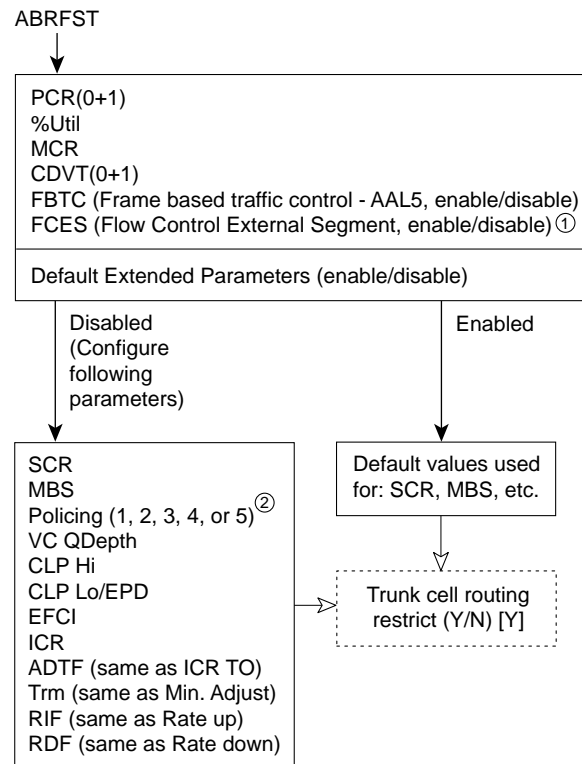 ABRFST
PCR(0+1)
%Util
MCR
CDVT(0+1)
FBTC (Frame based traffic control - AAL5, enable/disable)
FCES (Flow Control External Segment, enable/disable) ①
Default Extended Parameters (enable/disable)
Disabled
(Configure
following
parameters)
Enabled
SCR
MBS
Policing (1, 2, 3, 4, or 5) ②
VC QDepth
CLP Hi
CLP Lo/EPD
EFCI
ICR
ADTF (same as ICR TO)
Trm (same as Min. Adjust)
RIF (same as Rate up)
RDF (same as Rate down)
Default values used
for: SCR, MBS, etc.
Trunk cell routing
restrict (Y/N) [Y]